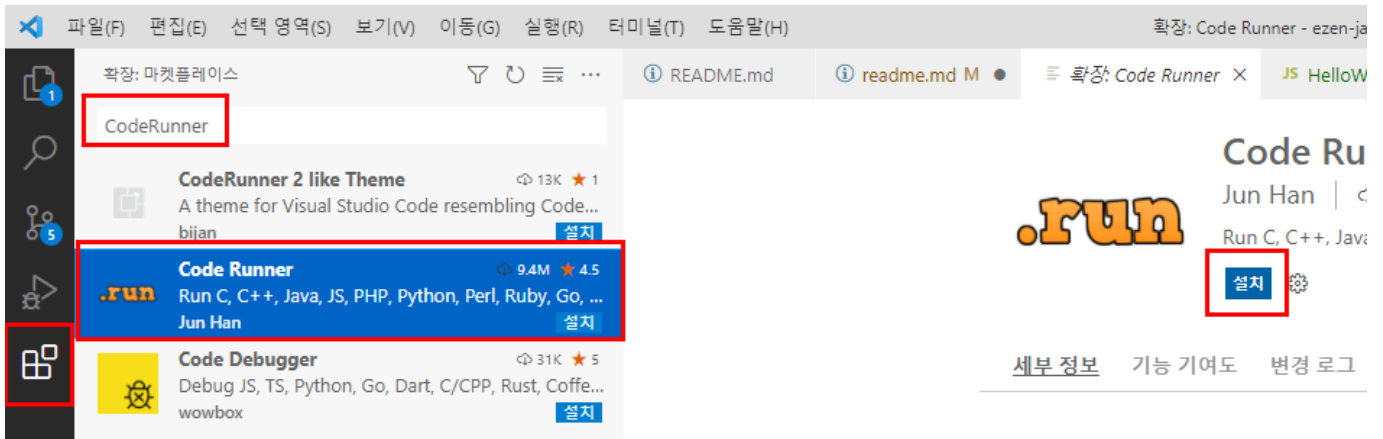 파일(F) 편집(E) 선택 영역(S) 보기(V) 이동(G) 실행(R) 터미널(T) 도움말(H) 확장: Code Runner - ezen-ja
확장: 마켓플레이스
README.md readme.md M 확장: Code Runner JS HelloW
1
CodeRunner
5
CodeRunner 2 like Theme 13K ★ 1
A theme for Visual Studio Code resembling Code...
bijan 설치
.run
Code Runner 9.4M ★ 4.5
Run C, C++, Java, JS, PHP, Python, Perl, Ruby, Go, ...
Jun Han 설치
Code Debugger 31K ★ 5
Debug JS, TS, Python, Go, Dart, C/CPP, Rust, Coffe...
wowbox 설치
.run
Code Ru
Jun Han
Run C, C++, Java
설치
세부 정보 기능 기여도 변경 로그